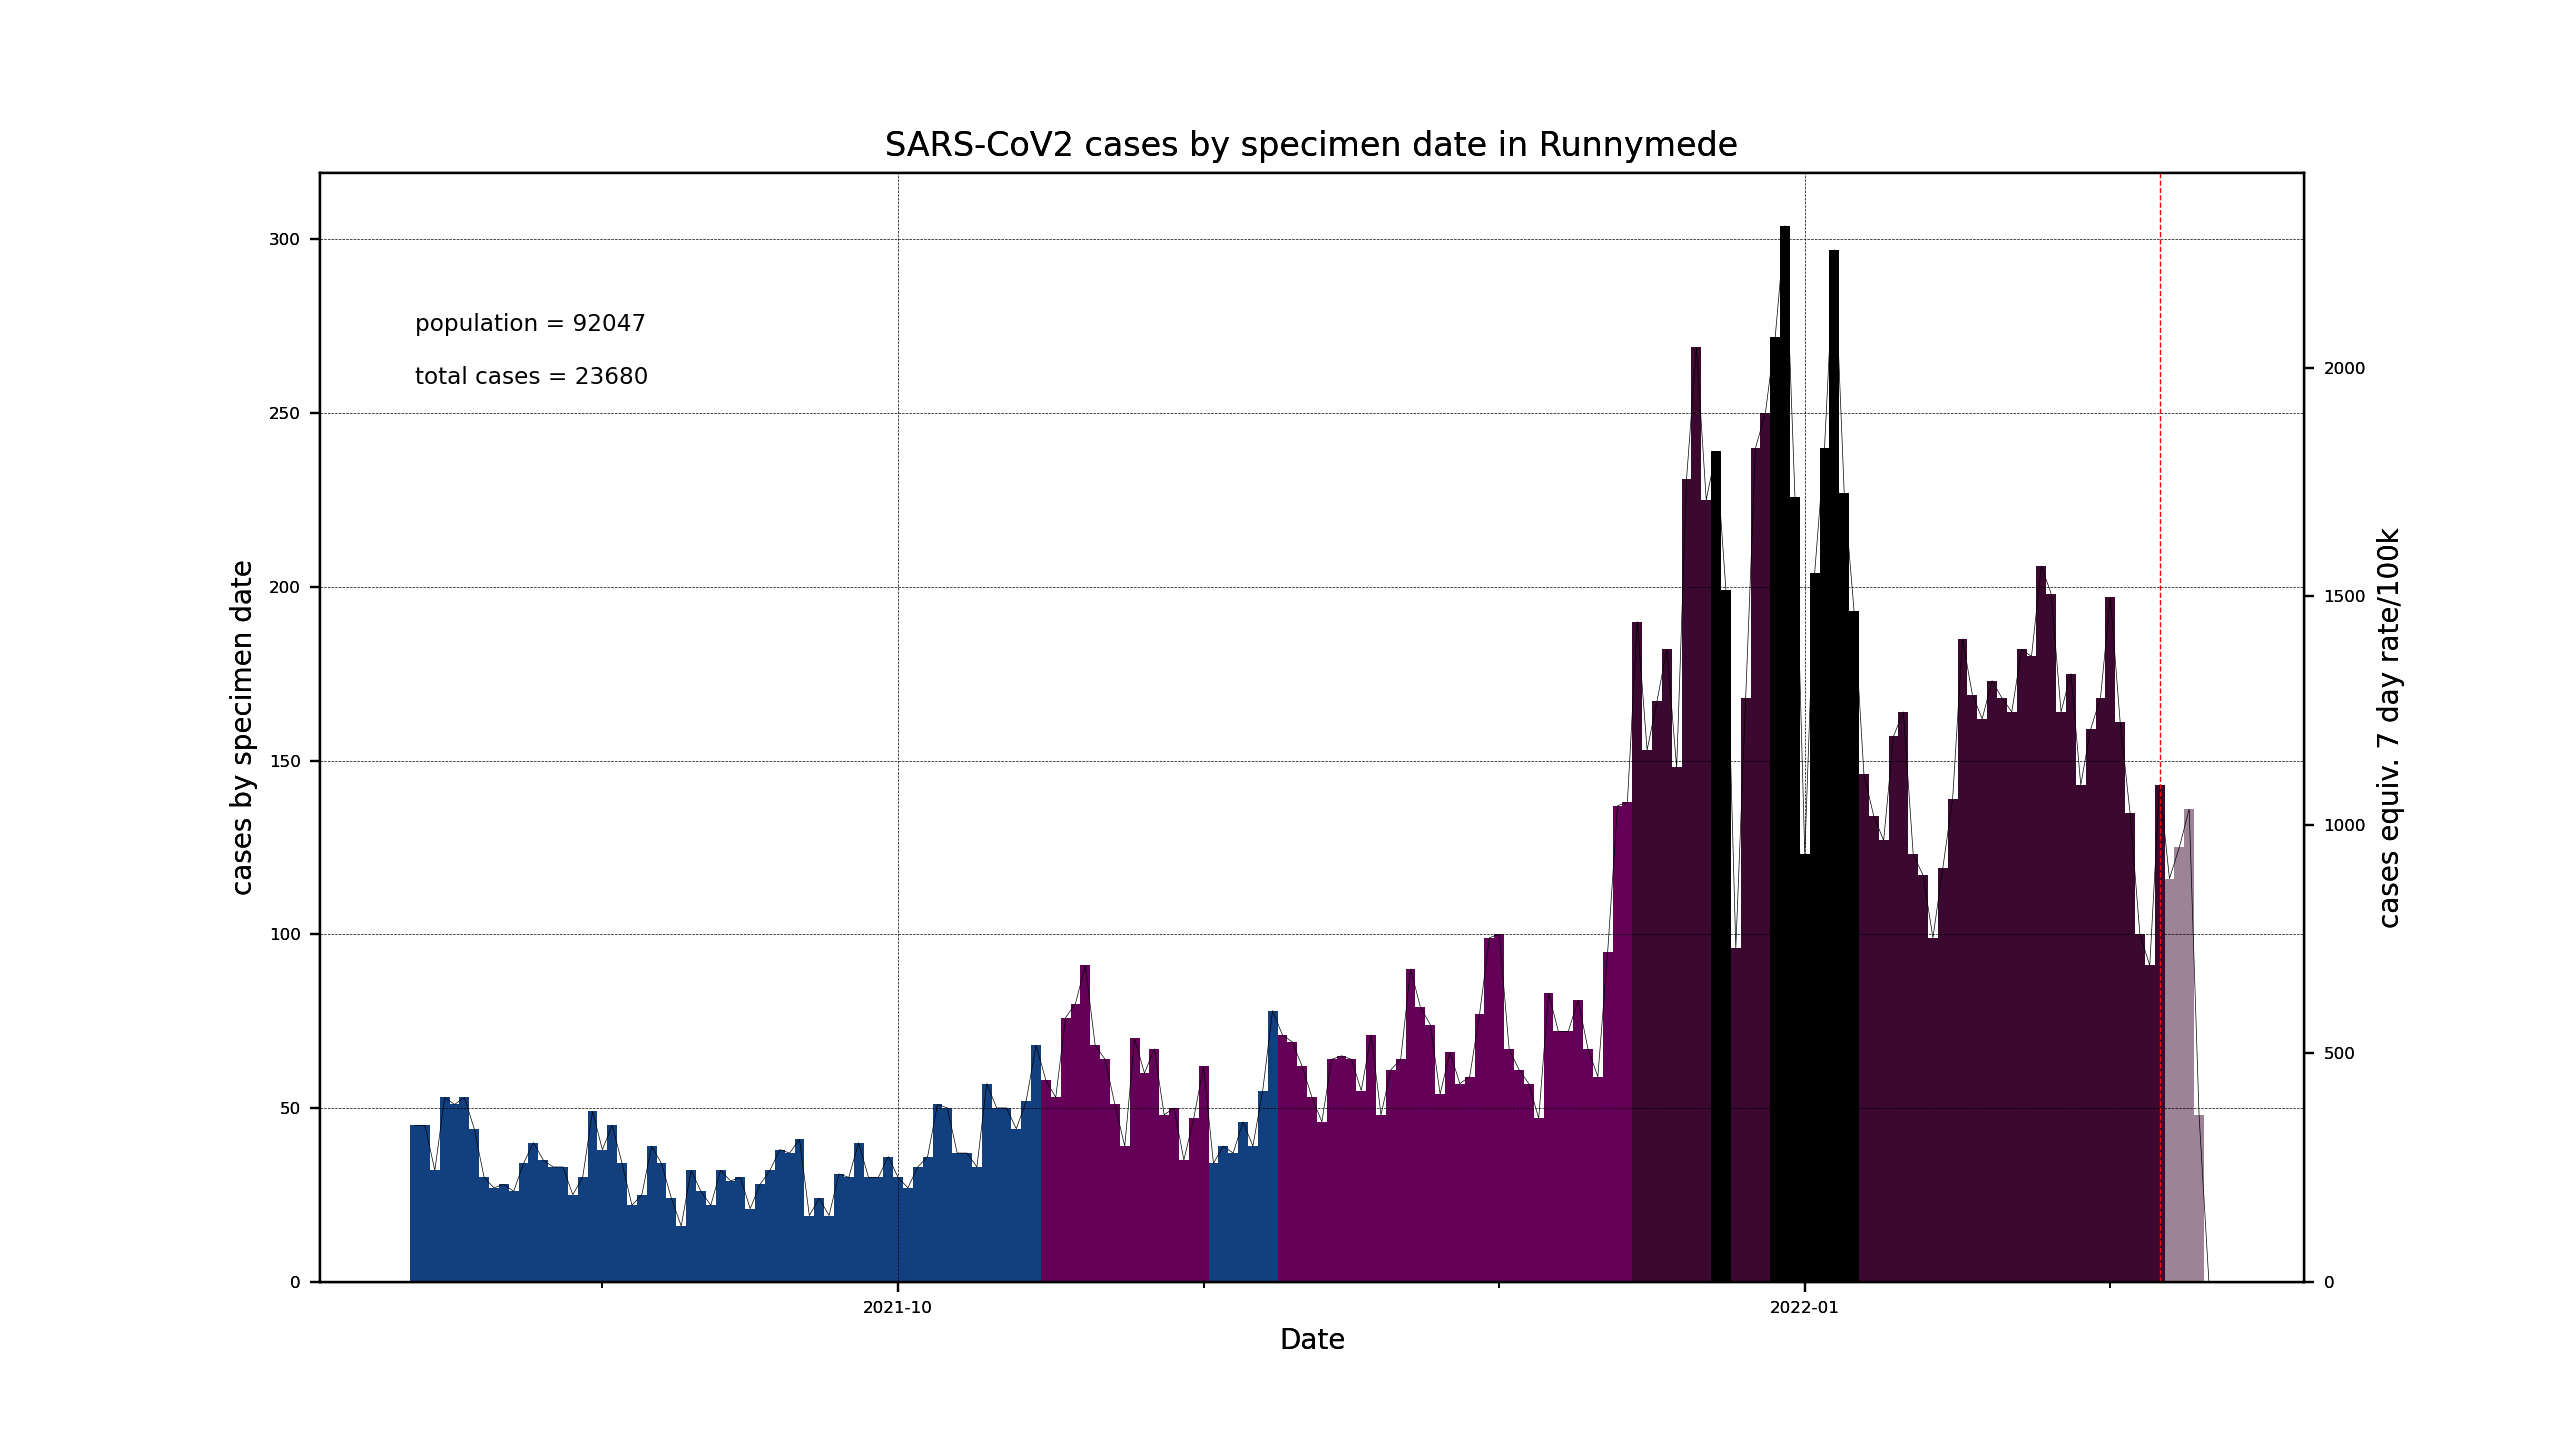 SARS-CoV2 cases by specimen date in Runnymede
population = 92047
total cases = 23680
cases by specimen date
300
250
200
150
100
50
0
2000
1500
1000
500
0
cases equiv. 7 day rate/100k
2021-10
2022-01
Date